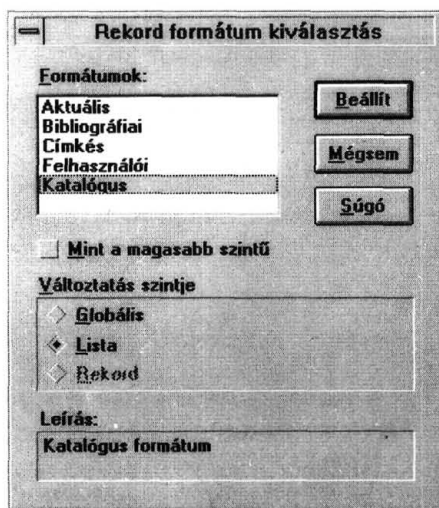 Rekord formátum kiválasztás
Formátumok:
Aktuális
Bibliográfiai
Címkés
Felhasználói
Katalógus
Beállít
Mégsem
Súgó
Mint a magasabb szintű
Változtatás szintje
Globális
Lista
Rekord
Leírás:
Katalógus formátum